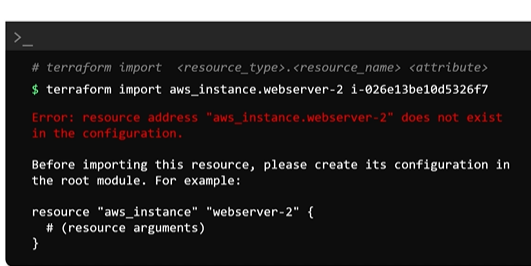 >_
# terraform import <resource_type>.<resource_name> <attribute>
$ terraform import aws_instance.webserver-2 i-026e13be10d5326f7
Error: resource address "aws_instance.webserver-2" does not exist
in the configuration.
Before importing this resource, please create its configuration in
the root module. For example:
resource "aws_instance" "webserver-2" {
# (resource arguments)
}